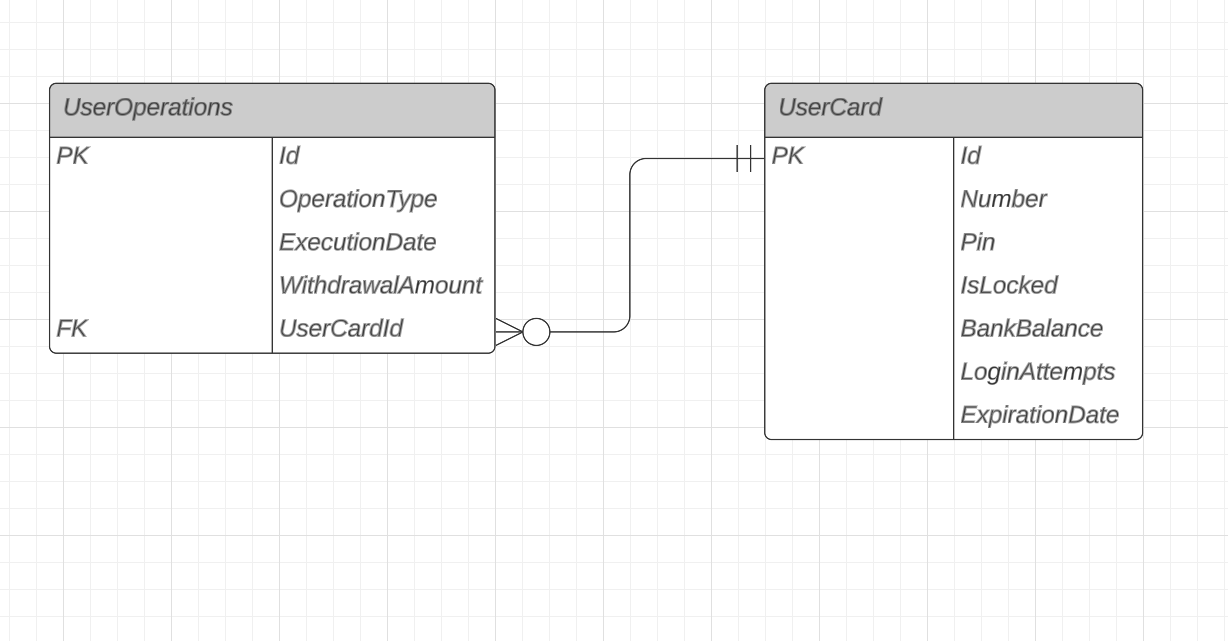 UserOperations
PK Id
OperationType
ExecutionDate
WithdrawalAmount
FK UserCardId
UserCard
PK Id
Number
Pin
IsLocked
BankBalance
LoginAttempts
ExpirationDate